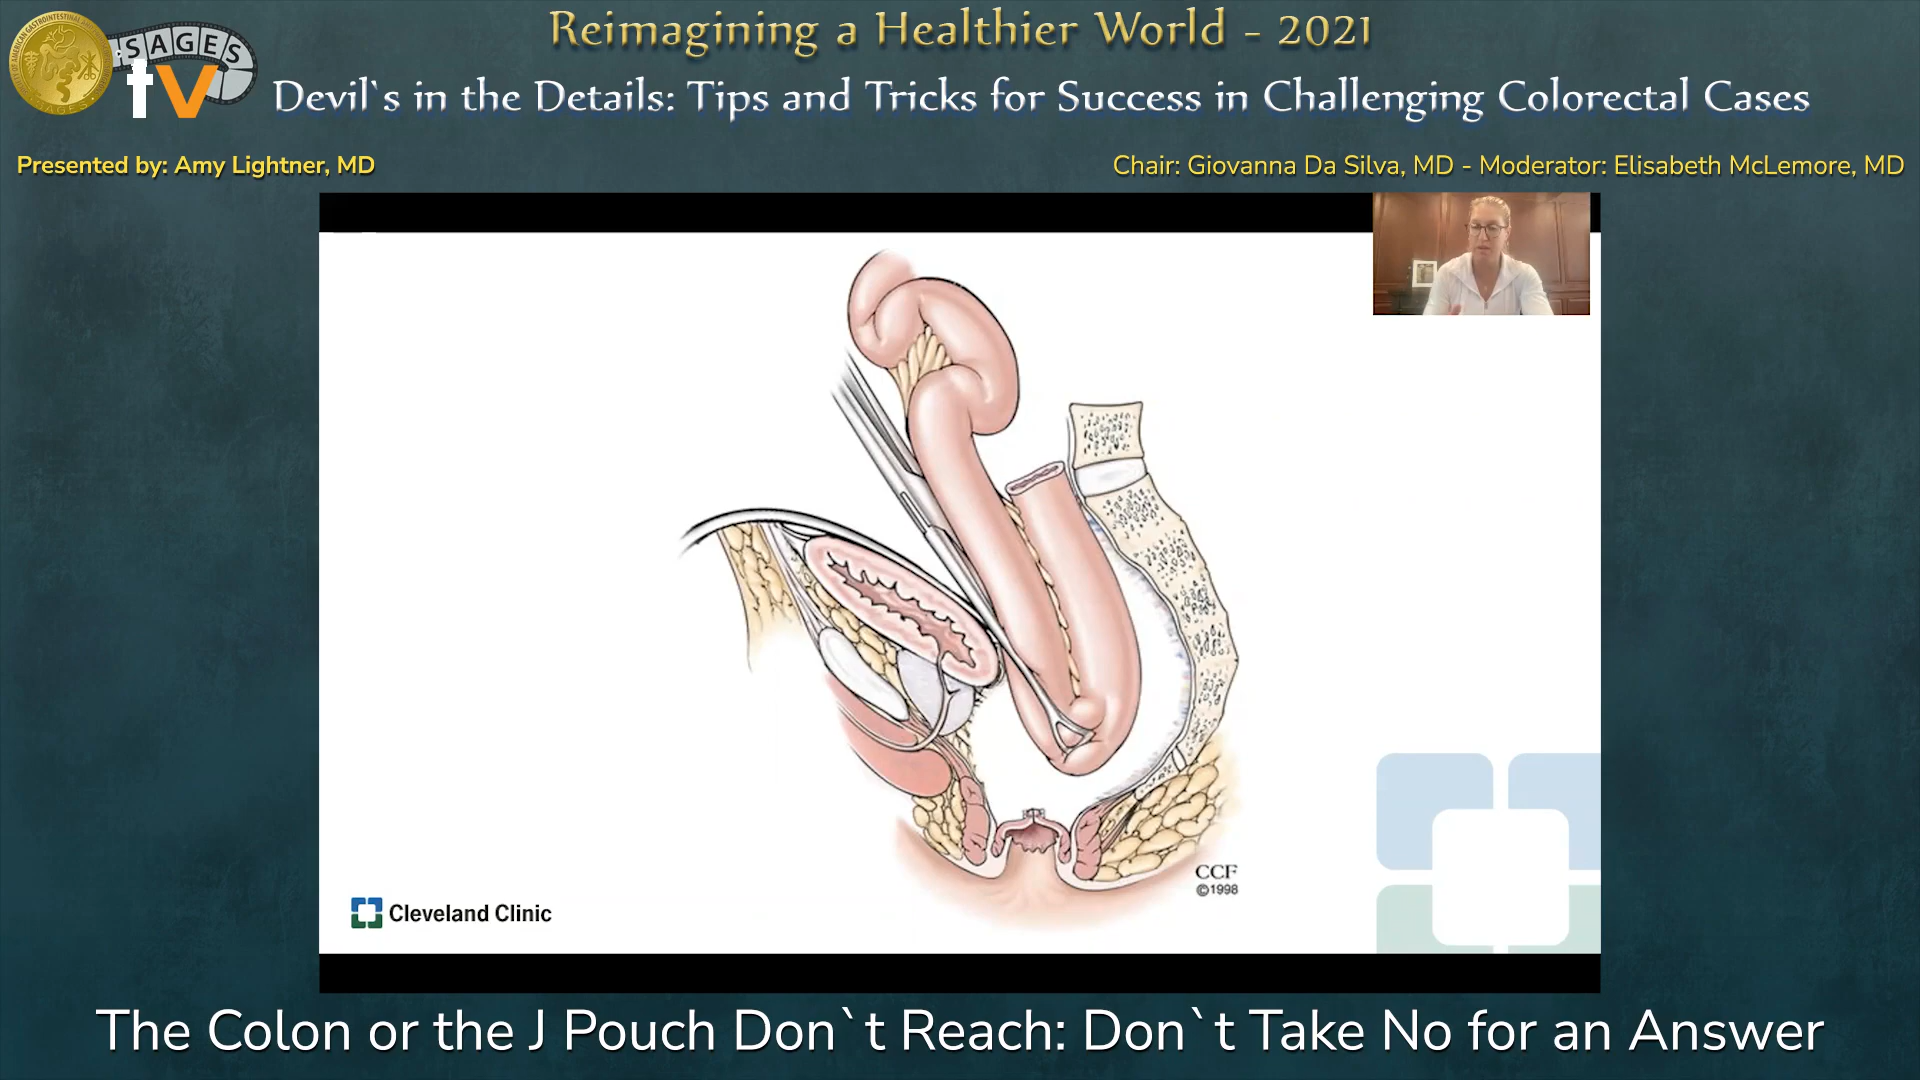 Reimagining a Healthier World - 2021
SAGES
tv
Devil`s in the Details: Tips and Tricks for Success in Challenging Colorectal Cases
Presented by: Amy Lightner, MD
Chair: Giovanna Da Silva, MD - Moderator: Elisabeth McLemore, MD
CCF
©1998
Cleveland Clinic
The Colon or the J Pouch Don`t Reach: Don`t Take No for an Answer